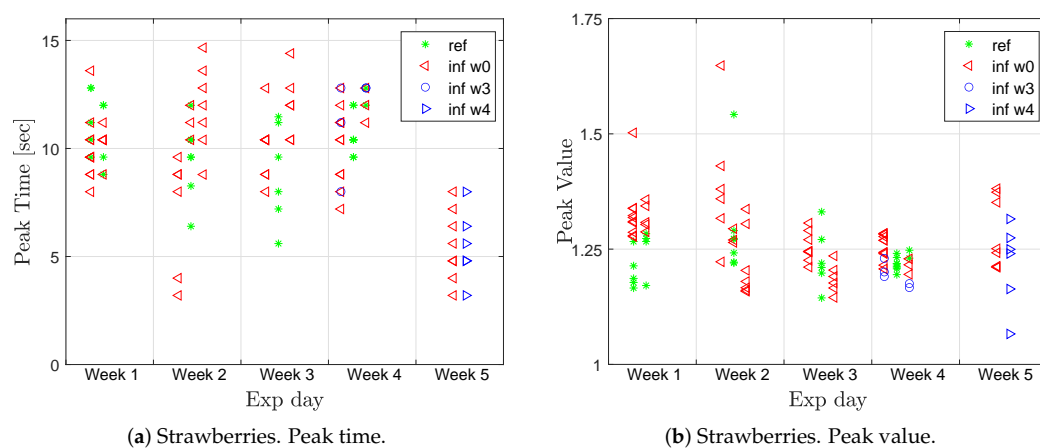 15
10
5
0
Peak Time [sec]
ref
inf w0
inf w3
inf w4
Week 1 Week 2 Week 3 Week 4 Week 5
Exp day
(a) Strawberries. Peak time.
1.75
1.5
1.25
1
Peak Value
ref
inf w0
inf w3
inf w4
Week 1 Week 2 Week 3 Week 4 Week 5
Exp day
(b) Strawberries. Peak value.